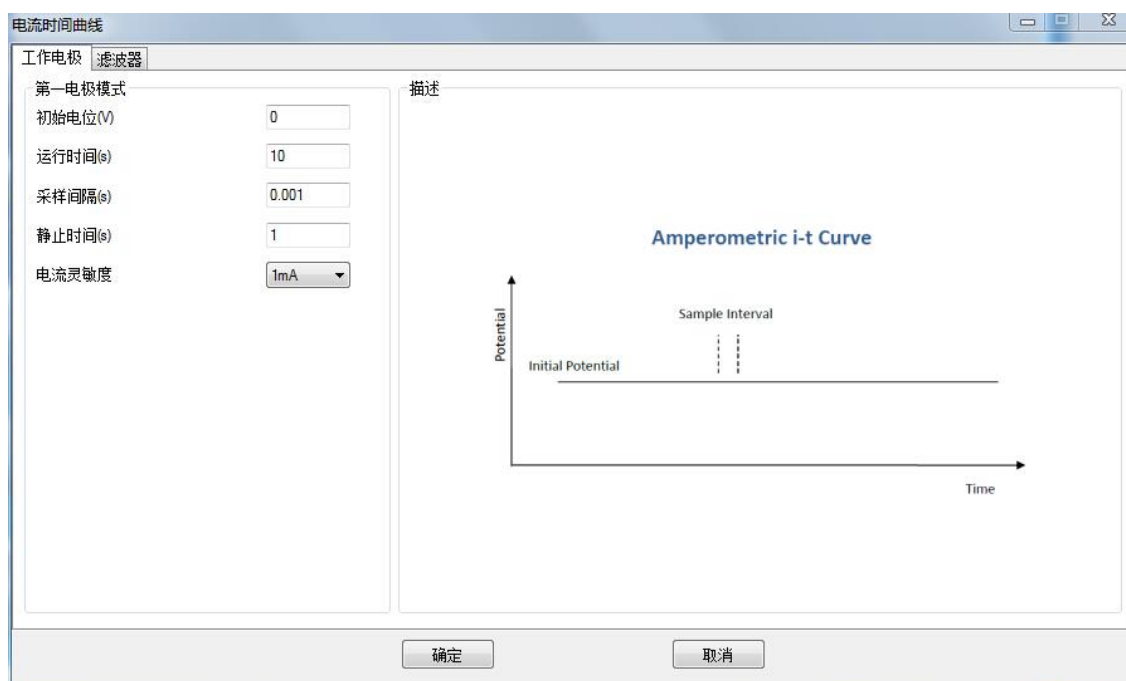 电流时间曲线
工作电极 滤波器
第一电极模式
初始电位(V) 0
运行时间(s) 10
采样间隔(s) 0.001
静止时间(s) 1
电流灵敏度 1mA
描述
Amperometric i-t Curve
Potential
Sample Interval
Initial Potential
Time
确定 取消